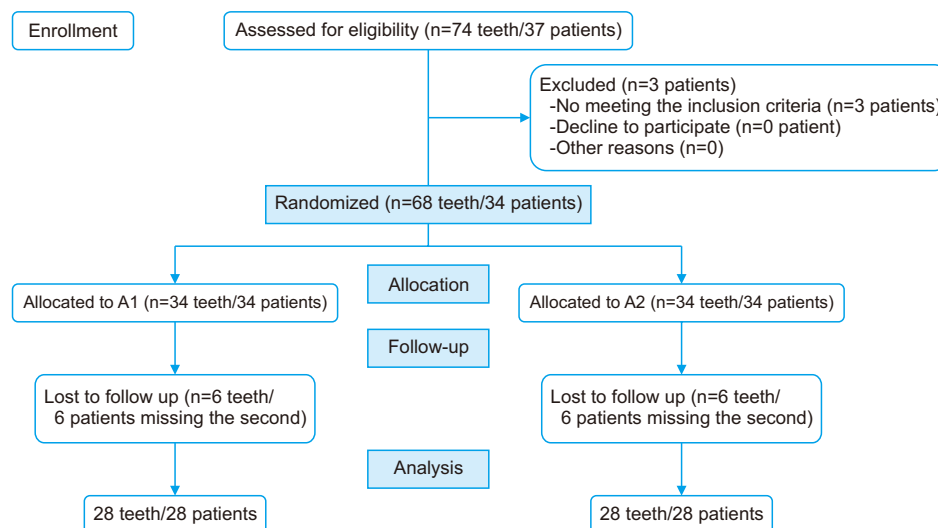 Enrollment
Assessed for eligibility (n=74 teeth/37 patients)
Excluded (n=3 patients)
-No meeting the inclusion criteria (n=3 patients)
-Decline to participate (n=0 patient)
-Other reasons (n=0)
Randomized (n=68 teeth/34 patients)
Allocation
Allocated to A1 (n=34 teeth/34 patients)
Allocated to A2 (n=34 teeth/34 patients)
Follow-up
Lost to follow up (n=6 teeth/
6 patients missing the second)
Lost to follow up (n=6 teeth/
6 patients missing the second)
Analysis
28 teeth/28 patients
28 teeth/28 patients